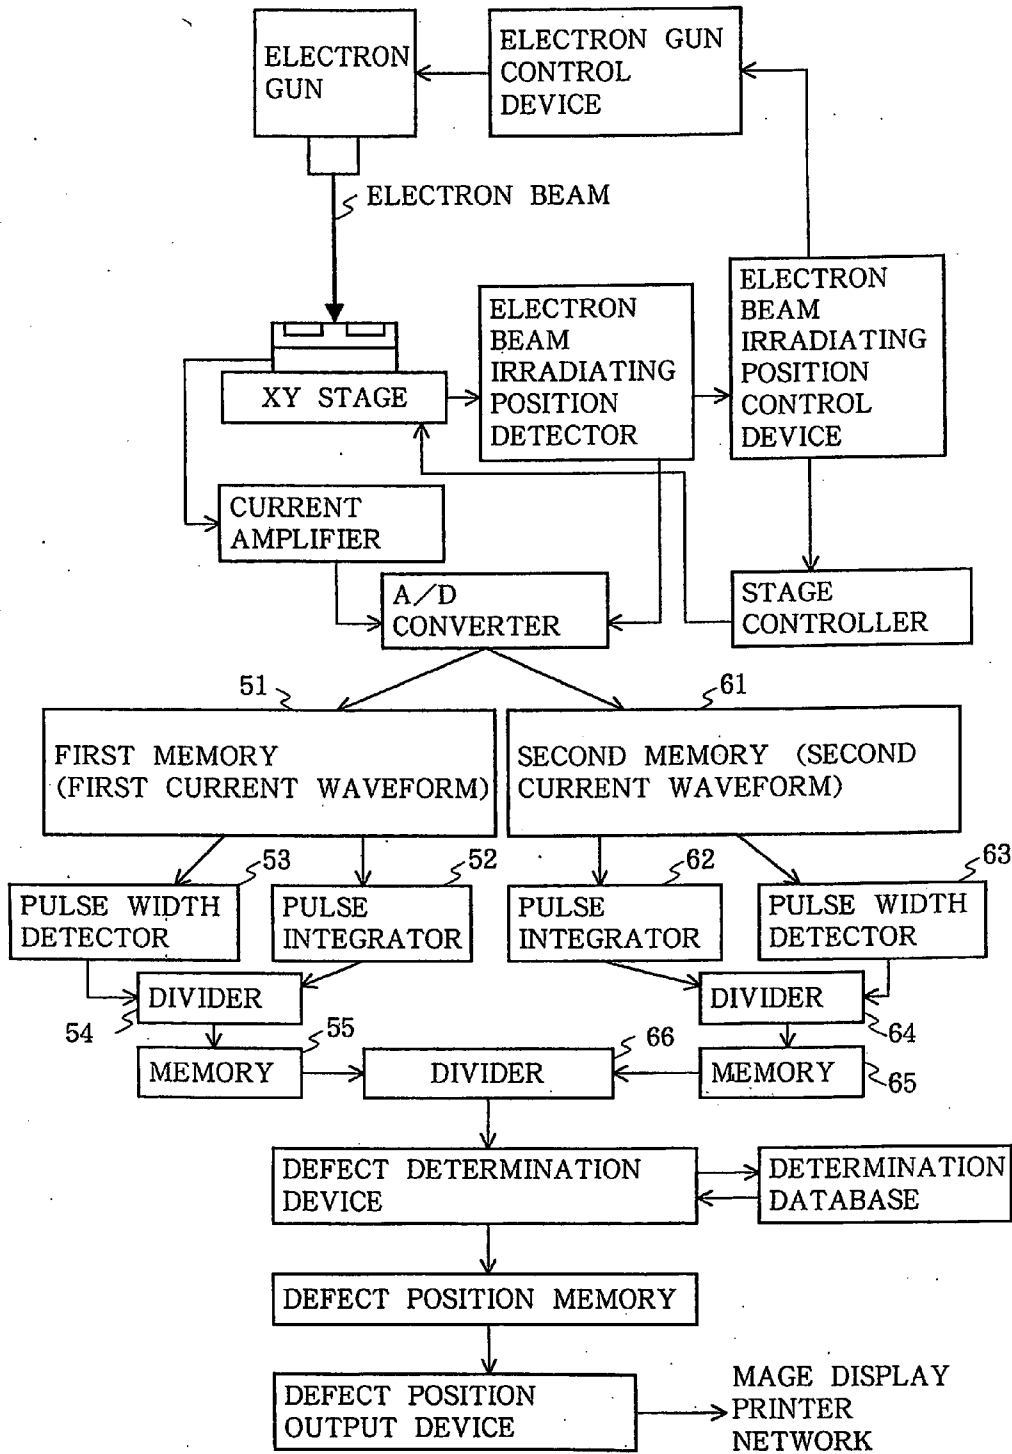 ELECTRON
GUN
ELECTRON GUN
CONTROL
DEVICE
ELECTRON BEAM
ELECTRON
BEAM
IRRADIATING
POSITION
DETECTOR
ELECTRON
BEAM
IRRADIATING
POSITION
CONTROL
DEVICE
XY STAGE
CURRENT
AMPLIFIER
A/D
CONVERTER
STAGE
CONTROLLER
51
61
FIRST MEMORY
(FIRST CURRENT WAVEFORM)
SECOND MEMORY (SECOND
CURRENT WAVEFORM)
53
52
62
63
PULSE WIDTH
DETECTOR
PULSE
INTEGRATOR
PULSE
INTEGRATOR
PULSE WIDTH
DETECTOR
DIVIDER
54
DIVIDER
64
55
66
MEMORY
DIVIDER
MEMORY
65
DEFECT DETERMINATION
DEVICE
DETERMINATION
DATABASE
DEFECT POSITION MEMORY
DEFECT POSITION
OUTPUT DEVICE
MAGE DISPLAY
PRINTER
NETWORK